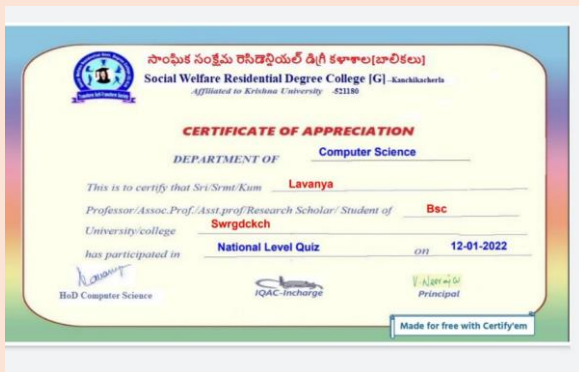 సాంఘిక సంక్షేమ రెసిడెన్షియల్ డిగ్రీ కళాశాల[బాలికలు]
Social Welfare Residential Degree College [G] -Kanchikacherla
Affiliated to Krishna University -521180
CERTIFICATE OF APPRECIATION
DEPARTMENT OF Computer Science
This is to certify that Sri/Srmt/Kum Lavanya
Professor/Assoc.Prof./Asst.prof/Research Scholar/ Student of Bsc
University/college Swrgdckch
has participated in National Level Quiz on 12-01-2022
HoD Computer Science
IQAC-incharge
Principal
Made for free with Certify'em